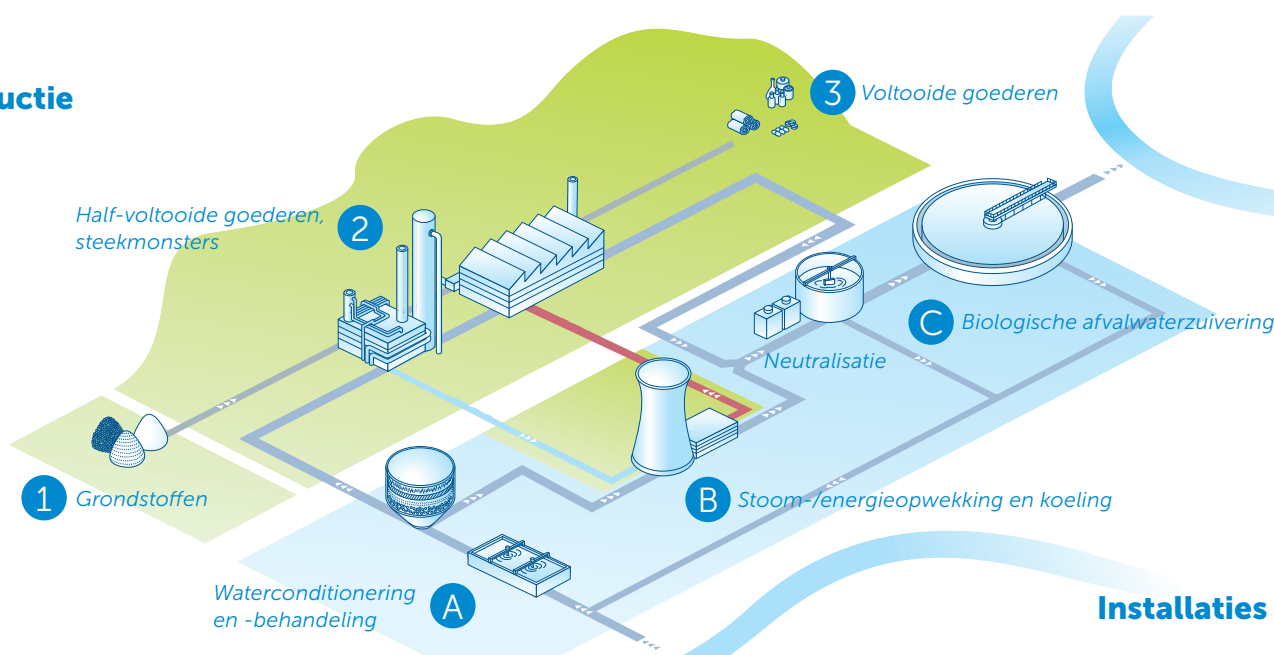 uctie
3 Voltooide goederen
Half-voltooide goederen,
steekmonsters
2
C Biologische afvalwaterzuivering
Neutralisatie
1 Grondstoffen
B Stoom-/energieopwekking en koeling
Waterconditionering
en -behandeling
A
Installaties